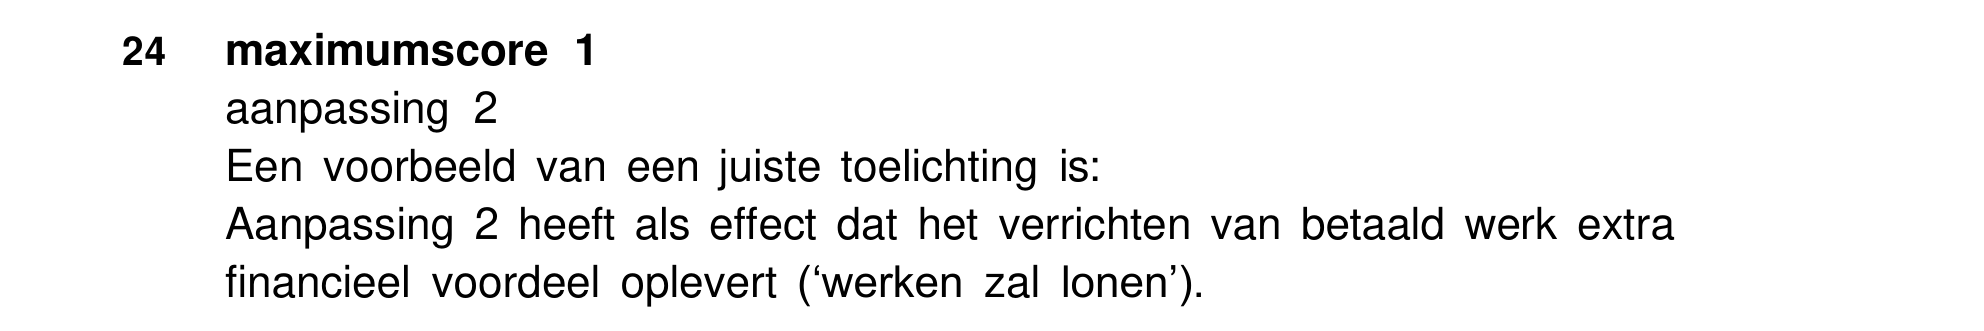 24 maximumscore 1
aanpassing 2
Een voorbeeld van een juiste toelichting is:
Aanpassing 2 heeft als effect dat het verrichten van betaald werk extra
financieel voordeel oplevert (‘werken zal lonen’).